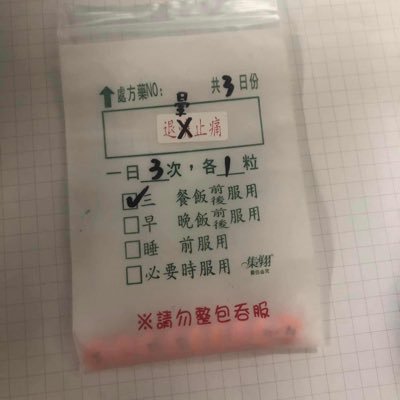 處方藥NO: 共3日份
暈
退X止痛
一日3次,各1粒
三 餐飯前後服用
早 晚飯前後服用
睡 前服用
必要時服用 集翔
※請勿整包吞服